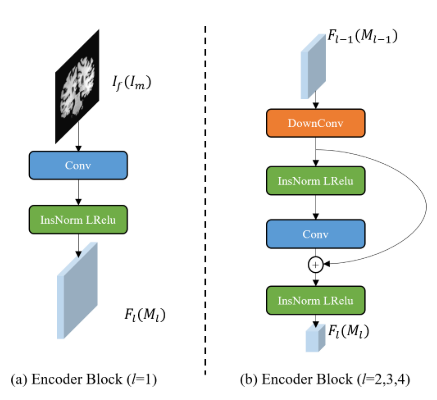 I_f(I_m)
Conv
InsNorm LRelu
F_l(M_l)
(a) Encoder Block (l=1)
F_{l−1}(M_{l−1})
DownConv
InsNorm LRelu
Conv
+
InsNorm LRelu
F_l(M_l)
(b) Encoder Block (l=2,3,4)